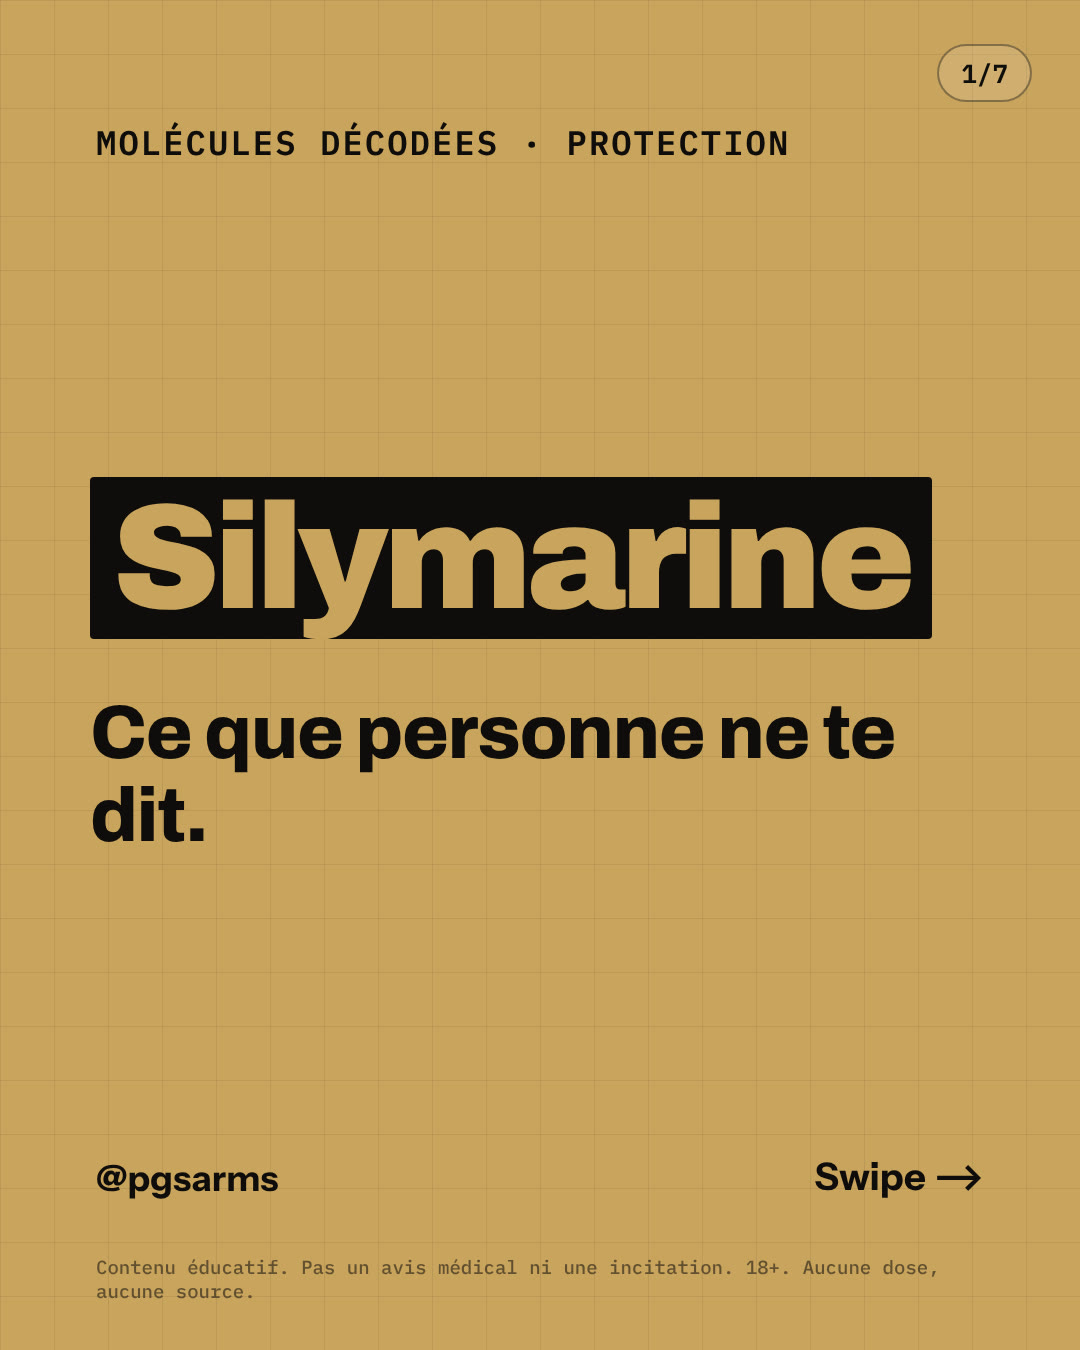 1/7
MOLÉCULES DÉCODÉES · PROTECTION
Silymarine
Ce que personne ne te
dit.
@pgsarms
Swipe →
Contenu éducatif. Pas un avis médical ni une incitation. 18+. Aucune dose,
aucune source.